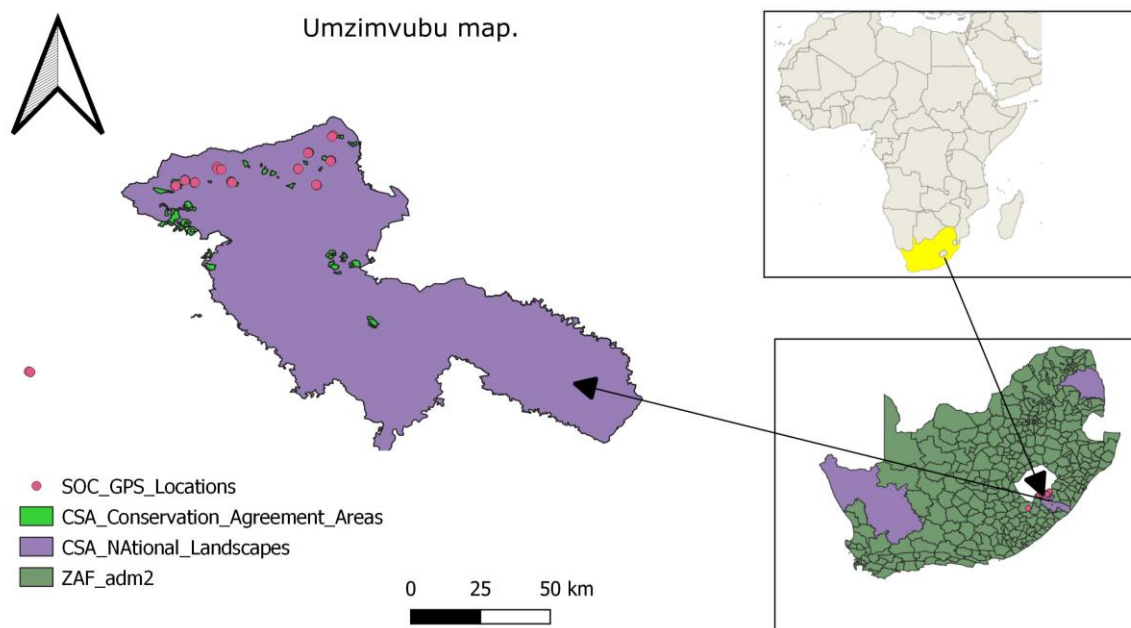 Umzimvubu map.
SOC_GPS_Locations
CSA_Conservation_Agreement_Areas
CSA_NAtional_Landscapes
ZAF_adm2
0 25 50 km